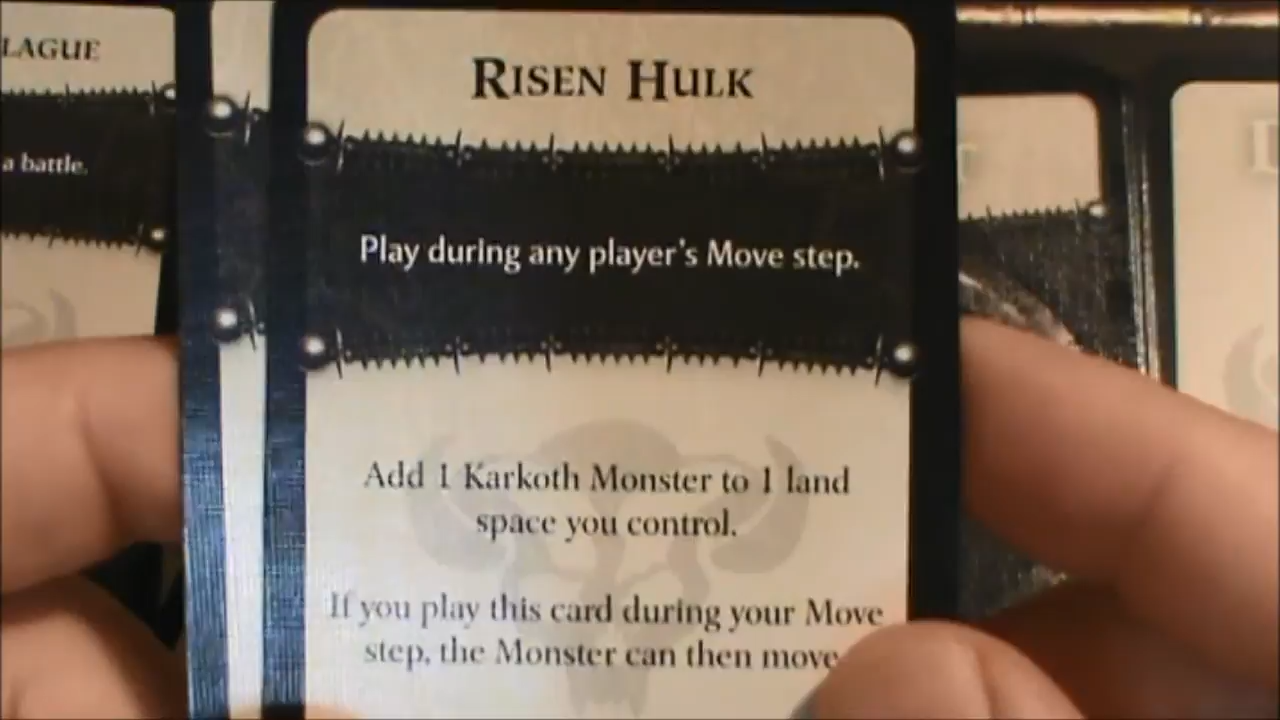 LAGUE
a battle.
RISEN HULK
Play during any player's Move step.
Add 1 Karkoth Monster to 1 land
space you control.
If you play this card during your Move
step, the Monster can then move